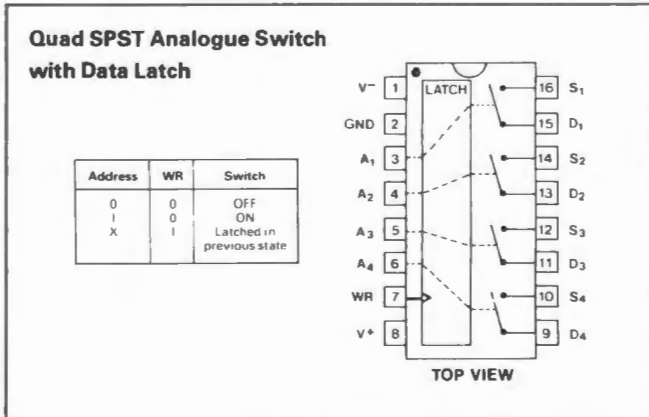 Quad SPST Analogue Switch
with Data Latch
Address WR Switch
0 0 OFF
1 0 ON
X 1 Latched in
previous state
LATCH
V⁻ 1
GND 2
A₁ 3
A₂ 4
A₃ 5
A₄ 6
WR 7
V⁺ 8
16 S₁
15 D₁
14 S₂
13 D₂
12 S₃
11 D₃
10 S₄
9 D₄
TOP VIEW